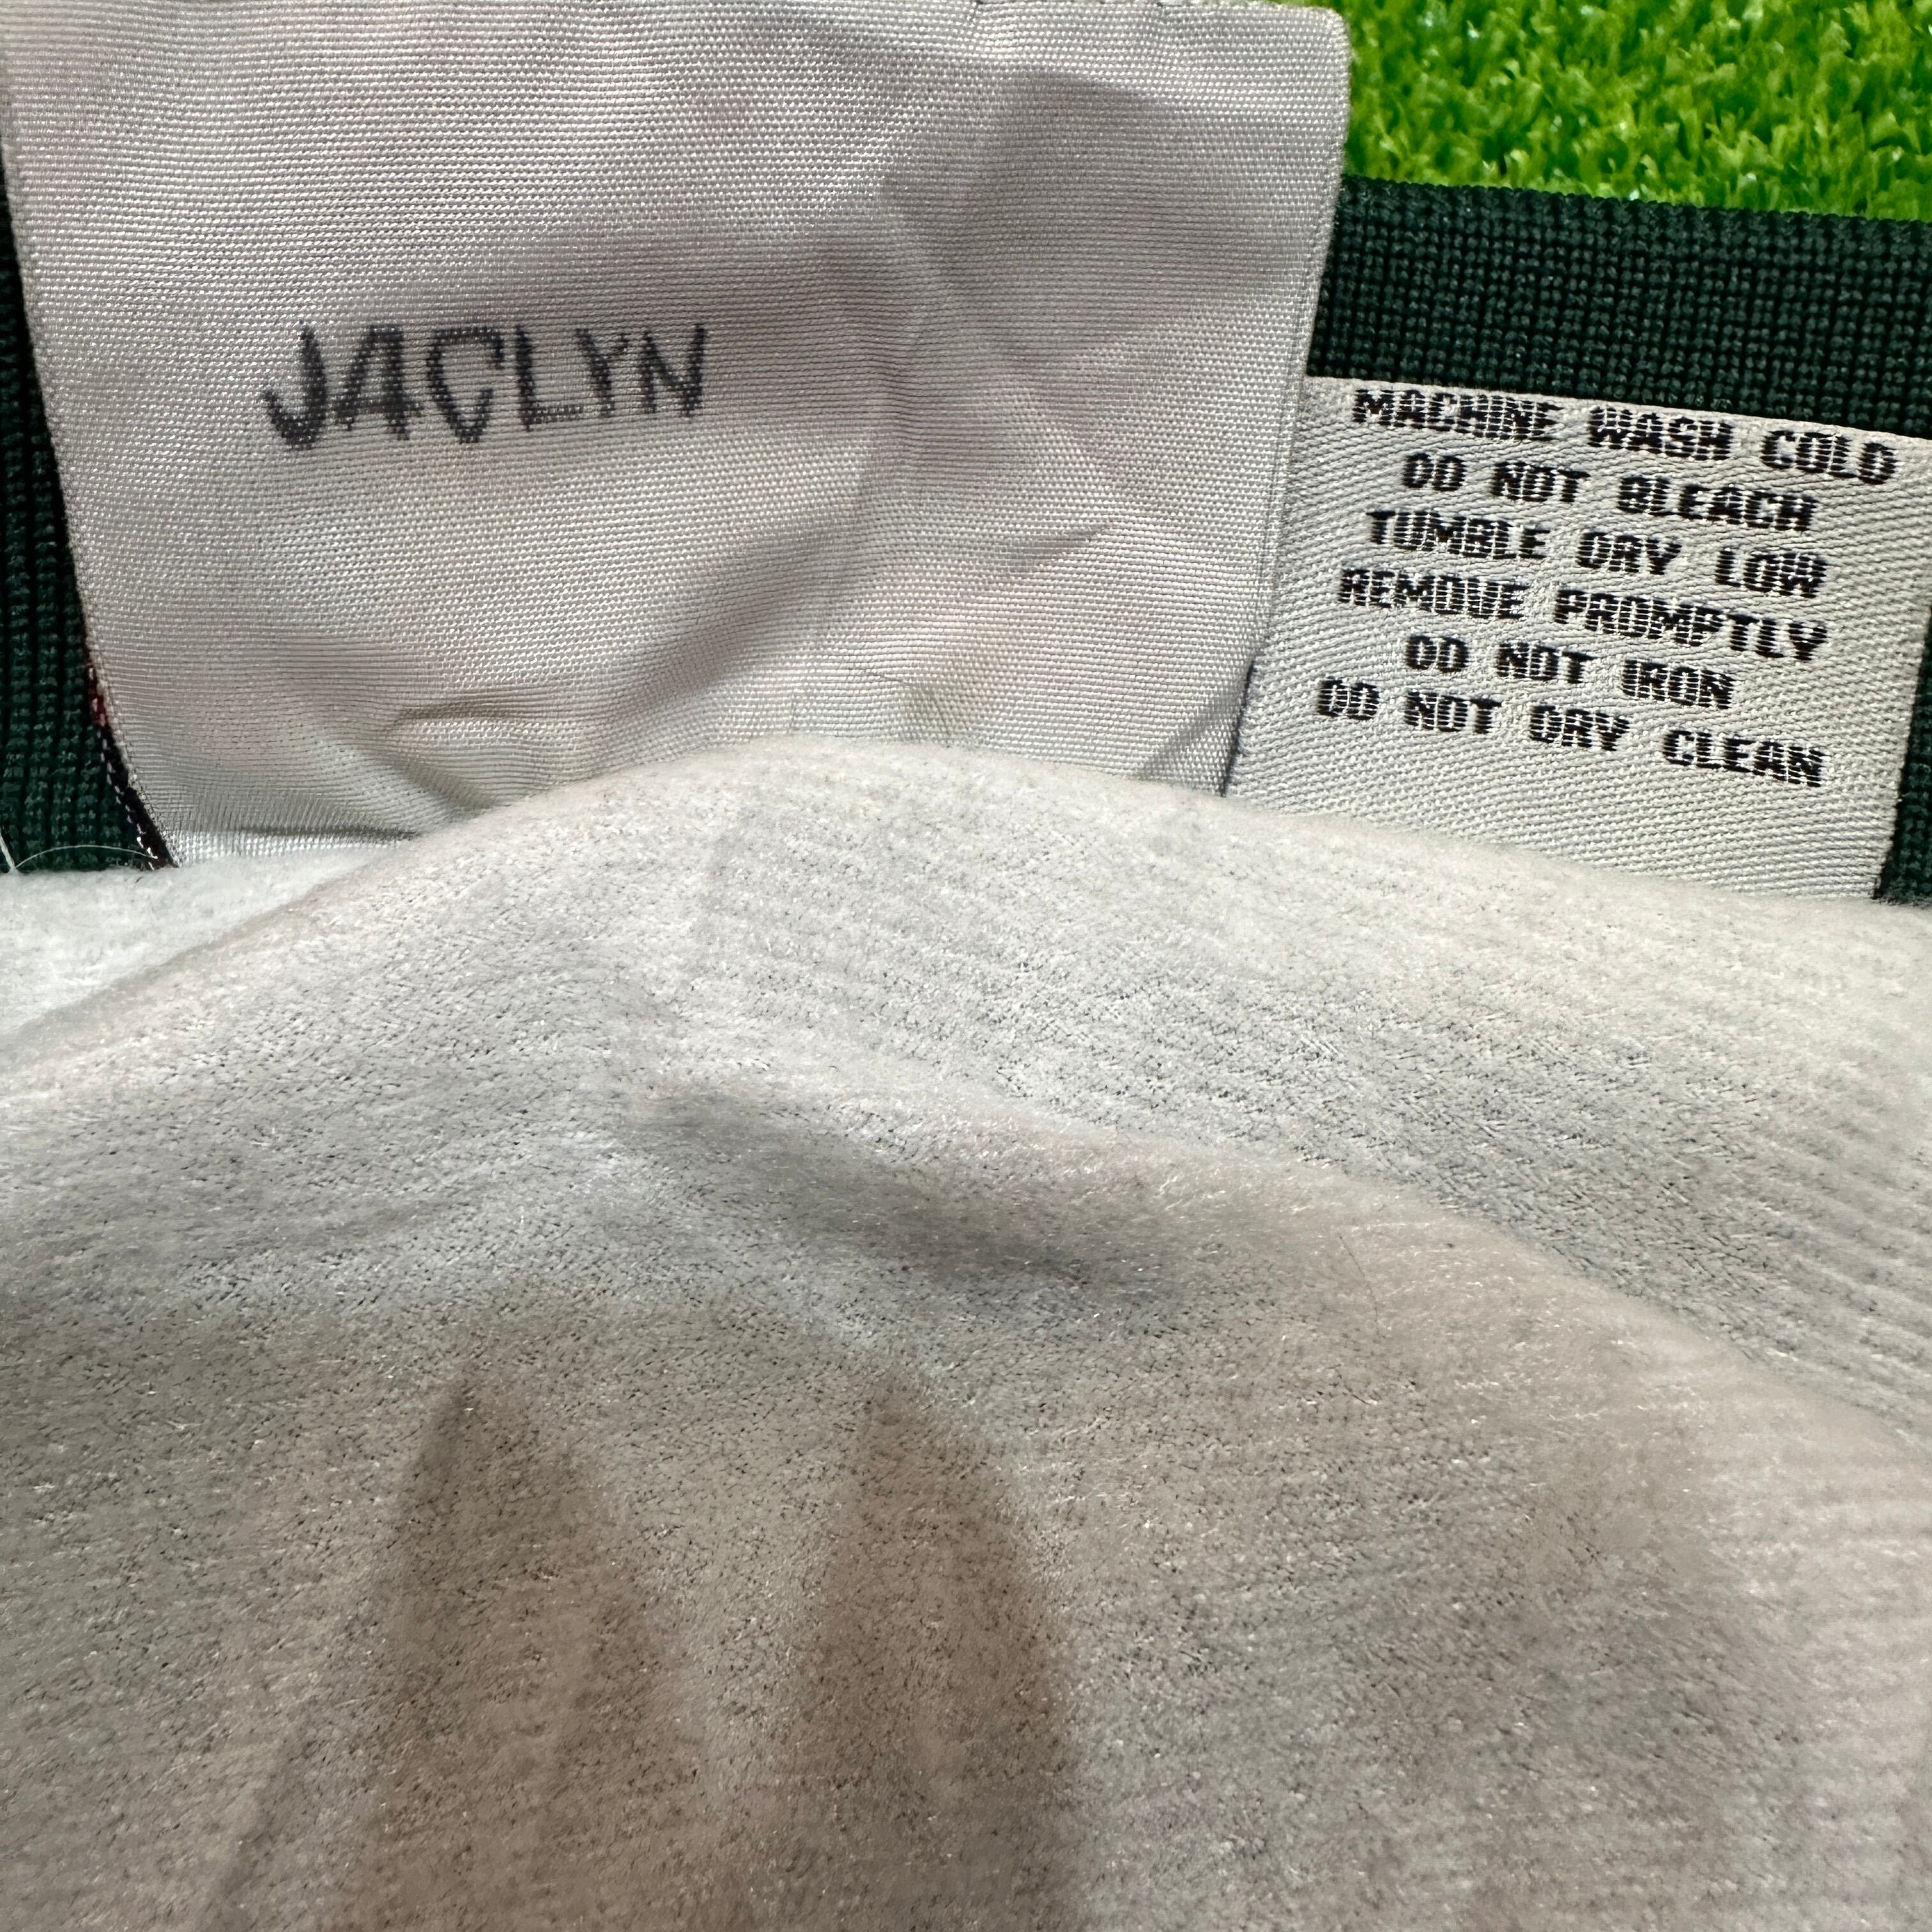 JACLYN
MACHINE WASH COLD
DO NOT BLEACH
TUMBLE DRY LOW
REMOVE PROMPTLY
DO NOT IRON
DO NOT DRY CLEAN